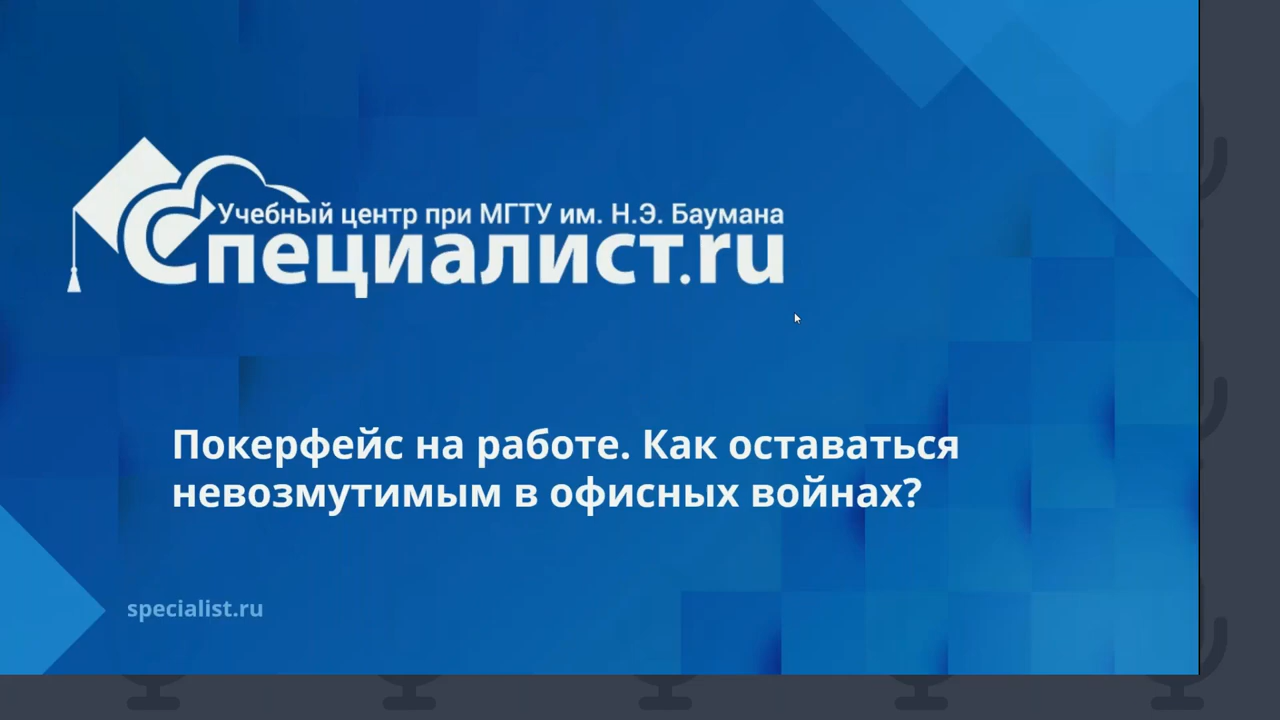 Учебный центр при МГТУ им. Н.Э. Баумана
Специалист.ru
Покерфейс на работе. Как оставаться
невозмутимым в офисных войнах?
specialist.ru